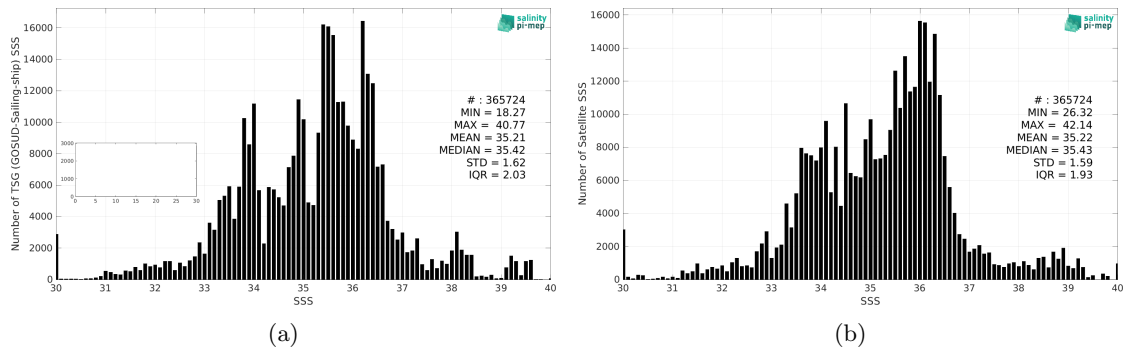 16000
14000
12000
10000
8000
6000
4000
2000
0
Number of TSG (GOSUD-Sailing-ship) SSS
salinity
pi-mep
# : 365724
MIN = 18.27
MAX = 40.77
MEAN = 35.21
MEDIAN = 35.42
STD = 1.62
IQR = 2.03
3000
2000
1000
0
0 5 10 15 20 25 30
30 31 32 33 34 35 36 37 38 39 40
SSS
(a)
16000
14000
12000
10000
8000
6000
4000
2000
0
Number of Satellite SSS
salinity
pi-mep
# : 365724
MIN = 26.32
MAX = 42.14
MEAN = 35.22
MEDIAN = 35.43
STD = 1.59
IQR = 1.93
30 31 32 33 34 35 36 37 38 39 40
SSS
(b)